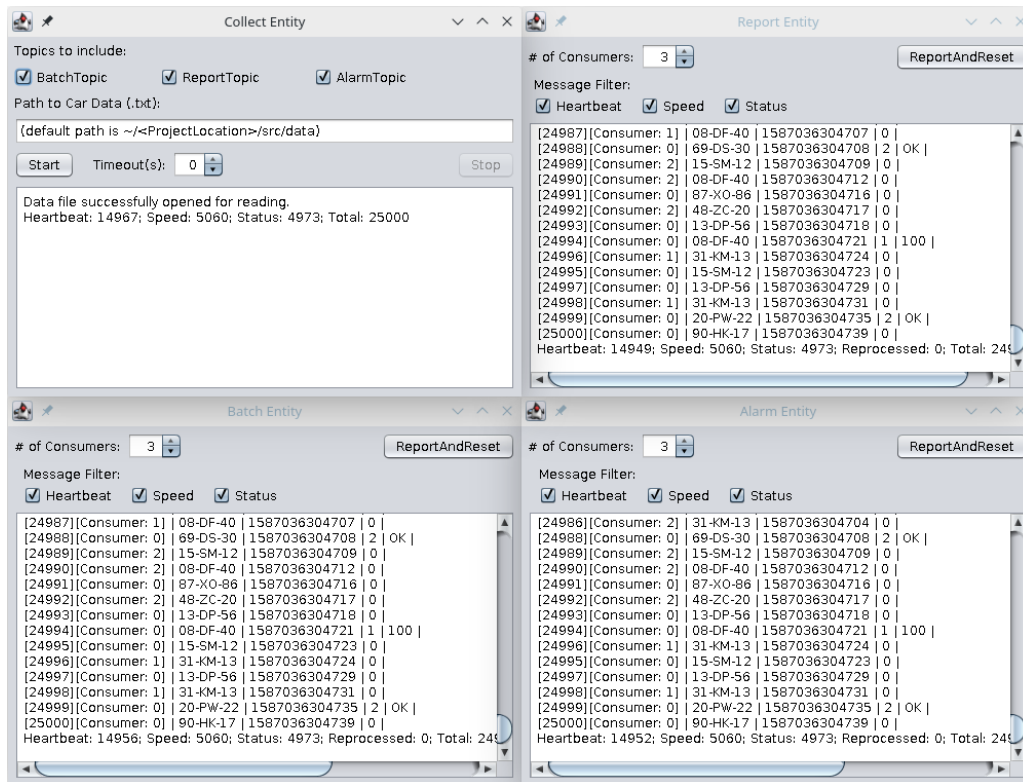 Collect Entity
Topics to include:
BatchTopic ReportTopic AlarmTopic
Path to Car Data (.txt):
(default path is ~/<ProjectLocation>/src/data)
Start Timeout(s): 0 Stop
Data file successfully opened for reading.
Heartbeat: 14967; Speed: 5060; Status: 4973; Total: 25000
Report Entity
# of Consumers: 3 ReportAndReset
Message Filter:
Heartbeat Speed Status
[24987][Consumer: 1] | 08-DF-40 | 1587036304707 | 0 |
[24988][Consumer: 0] | 69-DS-30 | 1587036304708 | 2 | OK |
[24989][Consumer: 2] | 15-SM-12 | 1587036304709 | 0 |
[24990][Consumer: 2] | 08-DF-40 | 1587036304712 | 0 |
[24991][Consumer: 0] | 87-XO-86 | 1587036304716 | 0 |
[24992][Consumer: 2] | 48-ZC-20 | 1587036304717 | 0 |
[24993][Consumer: 0] | 13-DP-56 | 1587036304718 | 0 |
[24994][Consumer: 0] | 08-DF-40 | 1587036304721 | 1 | 100 |
[24996][Consumer: 1] | 31-KM-13 | 1587036304724 | 0 |
[24995][Consumer: 0] | 15-SM-12 | 1587036304723 | 0 |
[24997][Consumer: 0] | 13-DP-56 | 1587036304729 | 0 |
[24998][Consumer: 1] | 31-KM-13 | 1587036304731 | 0 |
[24999][Consumer: 0] | 20-PW-22 | 1587036304735 | 2 | OK |
[25000][Consumer: 0] | 90-HK-17 | 1587036304739 | 0 |
Heartbeat: 14949; Speed: 5060; Status: 4973; Reprocessed: 0; Total: 249
Batch Entity
# of Consumers: 3 ReportAndReset
Message Filter:
Heartbeat Speed Status
[24987][Consumer: 1] | 08-DF-40 | 1587036304707 | 0 |
[24988][Consumer: 0] | 69-DS-30 | 1587036304708 | 2 | OK |
[24989][Consumer: 2] | 15-SM-12 | 1587036304709 | 0 |
[24990][Consumer: 2] | 08-DF-40 | 1587036304712 | 0 |
[24991][Consumer: 0] | 87-XO-86 | 1587036304716 | 0 |
[24992][Consumer: 2] | 48-ZC-20 | 1587036304717 | 0 |
[24993][Consumer: 0] | 13-DP-56 | 1587036304718 | 0 |
[24994][Consumer: 0] | 08-DF-40 | 1587036304721 | 1 | 100 |
[24995][Consumer: 0] | 15-SM-12 | 1587036304723 | 0 |
[24996][Consumer: 1] | 31-KM-13 | 1587036304724 | 0 |
[24997][Consumer: 0] | 13-DP-56 | 1587036304729 | 0 |
[24998][Consumer: 1] | 31-KM-13 | 1587036304731 | 0 |
[24999][Consumer: 0] | 20-PW-22 | 1587036304735 | 2 | OK |
[25000][Consumer: 0] | 90-HK-17 | 1587036304739 | 0 |
Heartbeat: 14956; Speed: 5060; Status: 4973; Reprocessed: 0; Total: 249
Alarm Entity
# of Consumers: 3 ReportAndReset
Message Filter:
Heartbeat Speed Status
[24986][Consumer: 2] | 31-KM-13 | 1587036304704 | 0 |
[24988][Consumer: 0] | 69-DS-30 | 1587036304708 | 2 | OK |
[24989][Consumer: 2] | 15-SM-12 | 1587036304709 | 0 |
[24990][Consumer: 2] | 08-DF-40 | 1587036304712 | 0 |
[24991][Consumer: 0] | 87-XO-86 | 1587036304716 | 0 |
[24992][Consumer: 2] | 48-ZC-20 | 1587036304717 | 0 |
[24993][Consumer: 0] | 13-DP-56 | 1587036304718 | 0 |
[24994][Consumer: 0] | 08-DF-40 | 1587036304721 | 1 | 100 |
[24996][Consumer: 1] | 31-KM-13 | 1587036304724 | 0 |
[24995][Consumer: 0] | 15-SM-12 | 1587036304723 | 0 |
[24997][Consumer: 0] | 13-DP-56 | 1587036304729 | 0 |
[24998][Consumer: 1] | 31-KM-13 | 1587036304731 | 0 |
[24999][Consumer: 0] | 20-PW-22 | 1587036304735 | 2 | OK |
[25000][Consumer: 0] | 90-HK-17 | 1587036304739 | 0 |
Heartbeat: 14952; Speed: 5060; Status: 4973; Reprocessed: 0; Total: 249